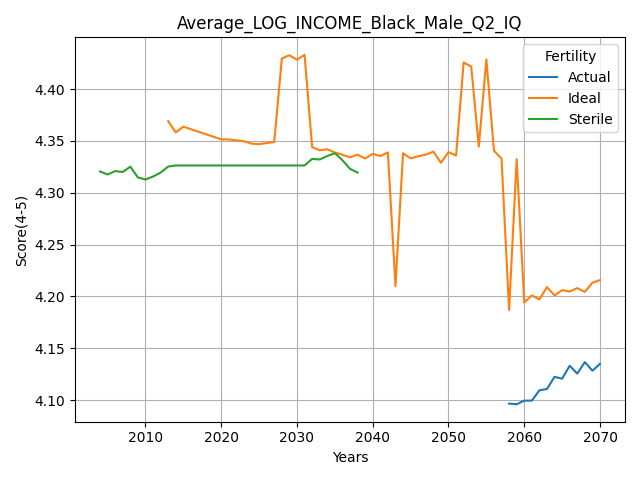 Average_LOG_INCOME_Black_Male_Q2_IQ
Fertility
Actual
Ideal
Sterile
Score(4-5)
4.40
4.35
4.30
4.25
4.20
4.15
4.10
2010 2020 2030 2040 2050 2060 2070
Years